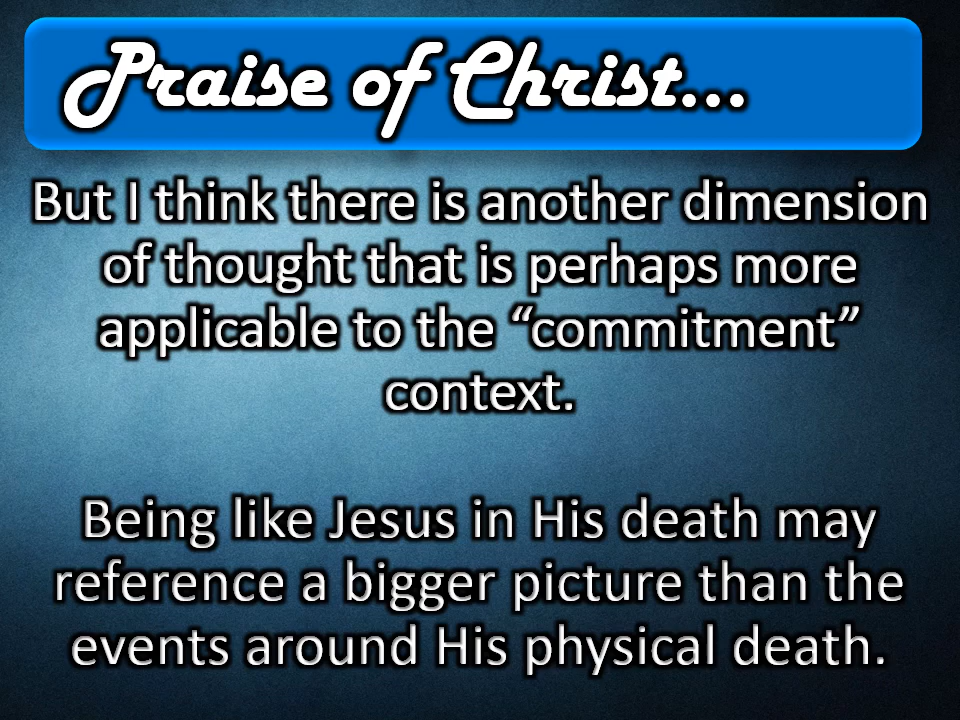 Praise of Christ...
But I think there is another dimension
of thought that is perhaps more
applicable to the “commitment”
context.
Being like Jesus in His death may
reference a bigger picture than the
events around His physical death.